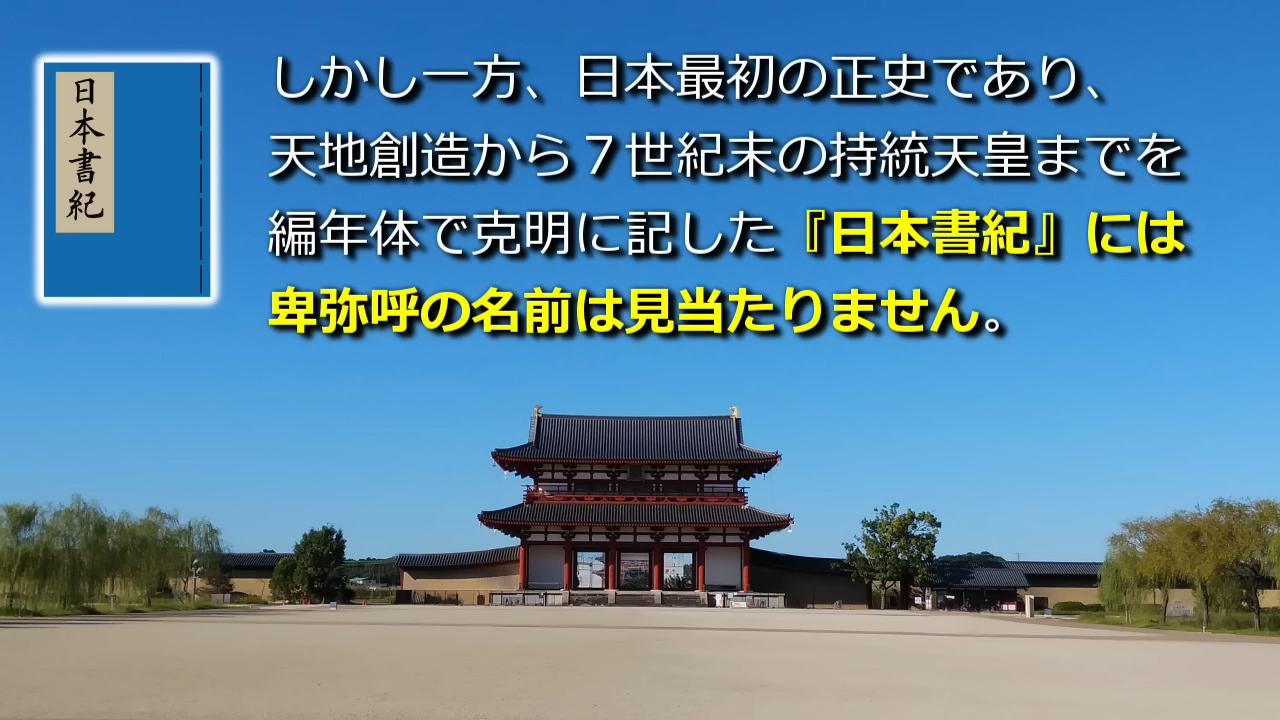 日本書紀
しかし一方、日本最初の正史であり、
天地創造から７世紀末の持統天皇までを
編年体で克明に記した『日本書紀』には
卑弥呼の名前は見当たりません。